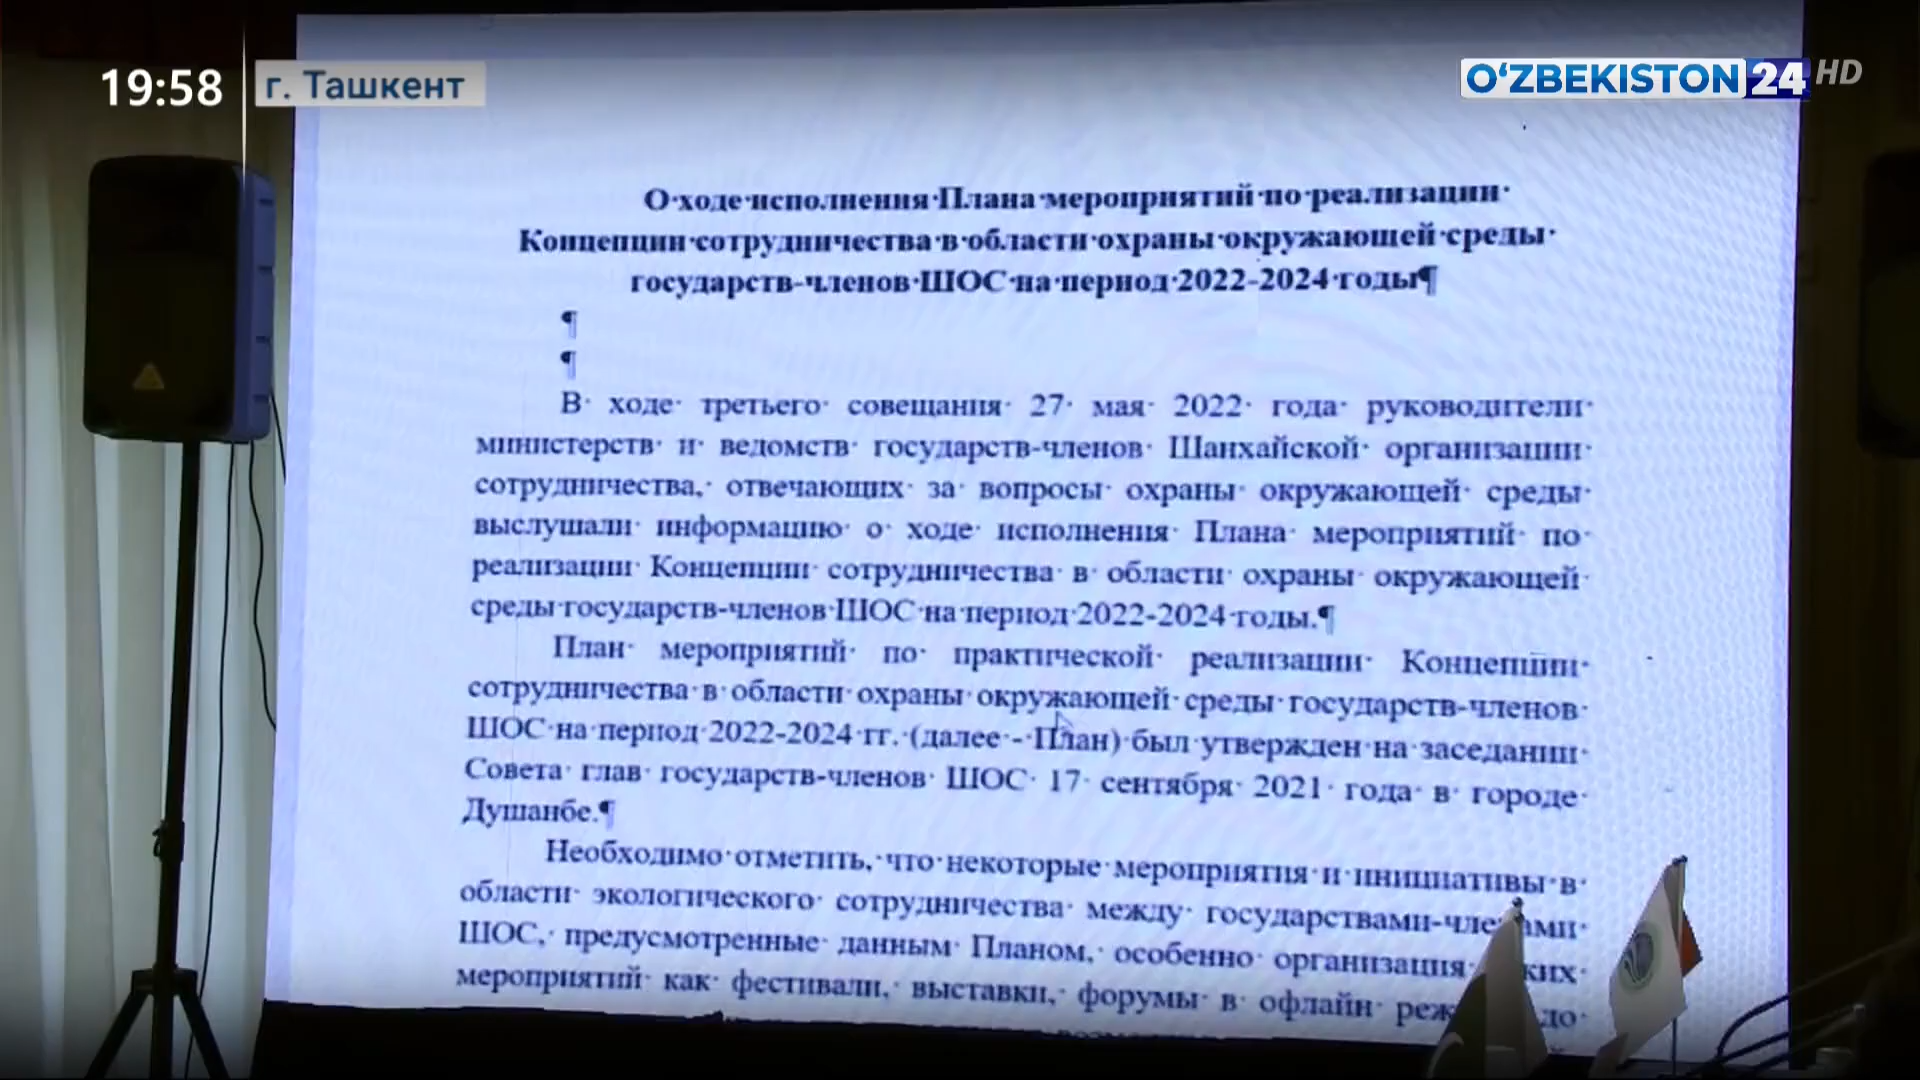 19:58
г. Ташкент
O‘ZBEKISTON 24 HD
О ходе исполнения Плана мероприятий по реализации
Концепции сотрудничества в области охраны окружающей среды
государств-членов ШОС на период 2022-2024 годы¶
¶
¶
В ходе третьего совещания 27 мая 2022 года руководители
министерств и ведомств государств-членов Шанхайской организации
сотрудничества, отвечающих за вопросы охраны окружающей среды
выслушали информацию о ходе исполнения Плана мероприятий по
реализации Концепции сотрудничества в области охраны окружающей
среды государств-членов ШОС на период 2022-2024 годы.¶
План мероприятий по практической реализации Концепции
сотрудничества в области охраны окружающей среды государств-членов
ШОС на период 2022-2024 гг. (далее - План) был утвержден на заседании
Совета глав государств-членов ШОС 17 сентября 2021 года в городе
Душанбе.¶
Необходимо отметить, что некоторые мероприятия и инициативы в
области экологического сотрудничества между государствами-членами
ШОС, предусмотренные данным Планом, особенно организация
мероприятий как фестивали, выставки, форумы в офлайн до